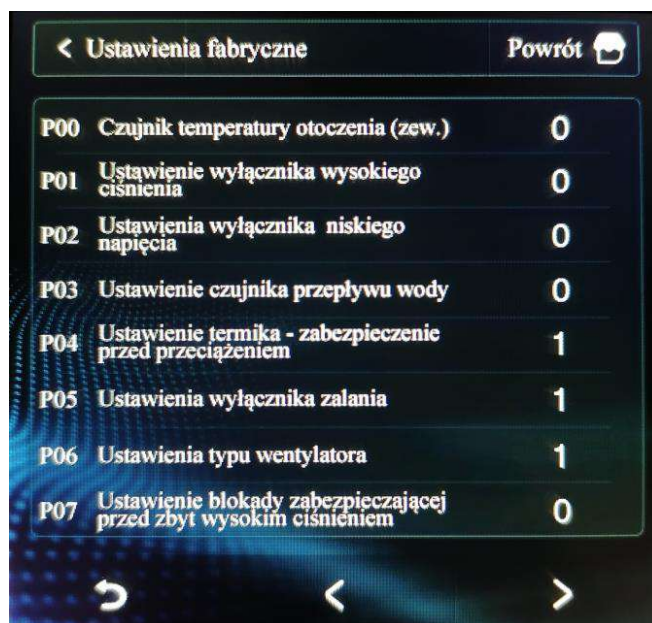 < Ustawienia fabryczne Powrót
P00 Czujnik temperatury otoczenia (zew.) 0
P01 Ustawienie wyłącznika wysokiego
ciśnienia 0
P02 Ustawienia wyłącznika niskiego
napięcia 0
P03 Ustawienie czujnika przepływu wody 0
P04 Ustawienie termika - zabezpieczenie
przed przeciążeniem 1
P05 Ustawienia wyłącznika zalania 1
P06 Ustawienia typu wentylatora 1
P07 Ustawienie blokady zabezpieczającej
przed zbyt wysokim ciśnieniem 0